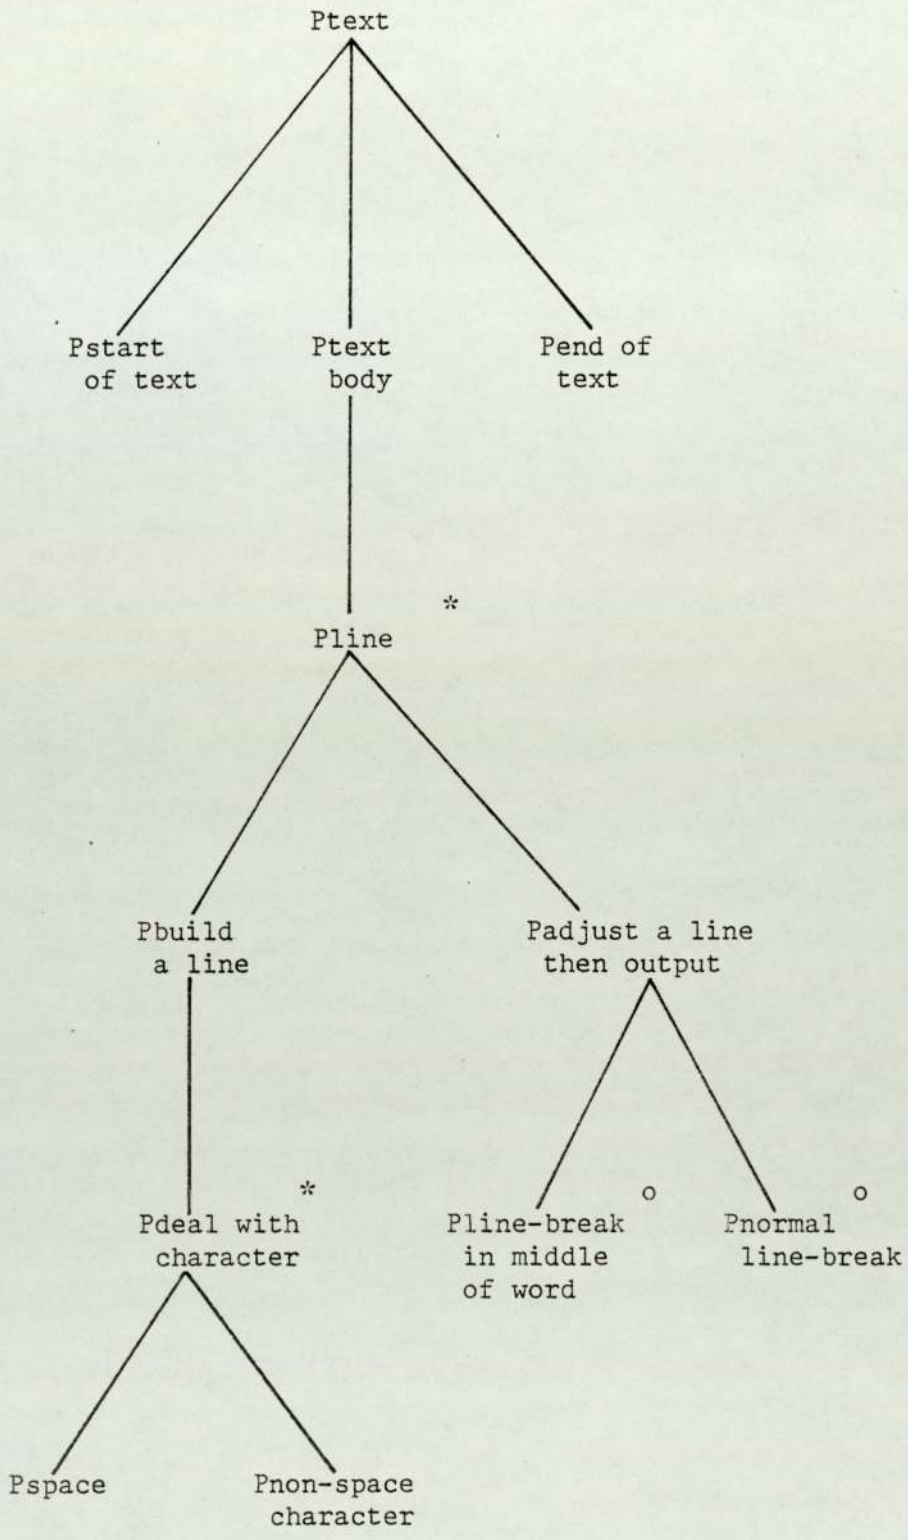 Ptext
Pstart
of text
Ptext
body
Pend of
text
*
Pline
Pbuild
a line
Padjust a line
then output
*
Pdeal with
character
o
Pline-break
in middle
of word
o
Pnormal
line-break
Pspace
Pnon-space
character